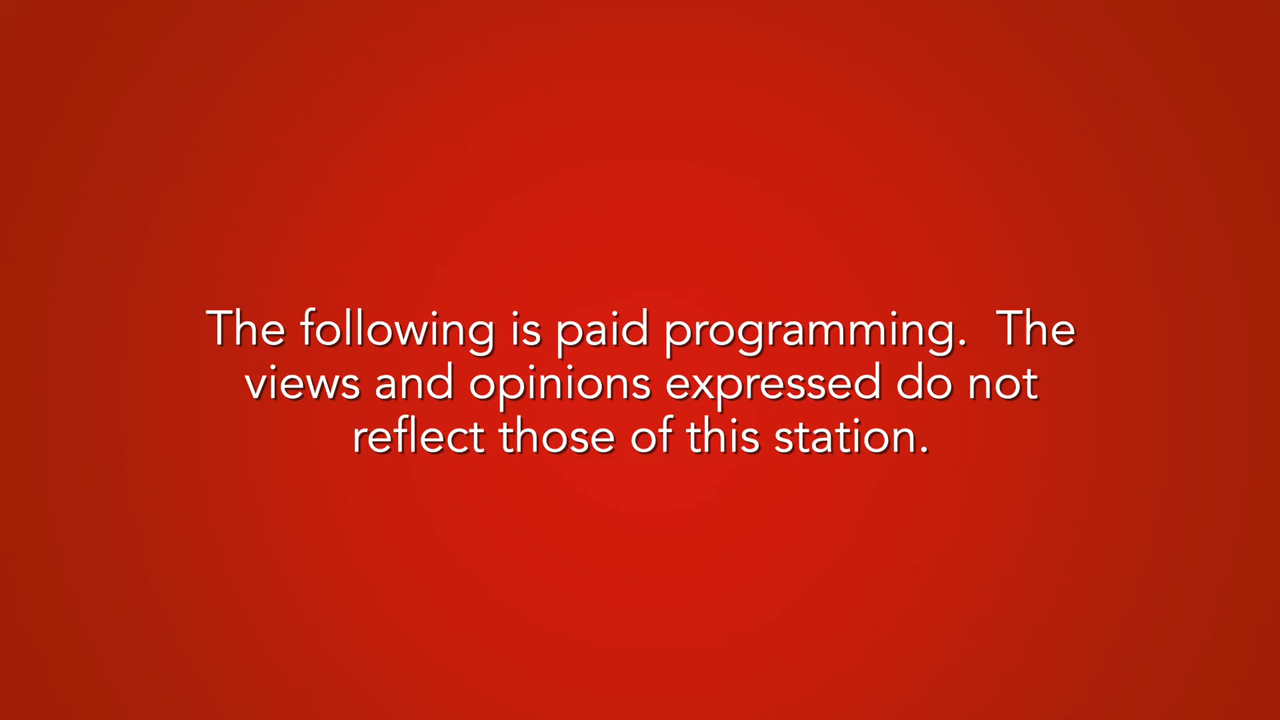 The following is paid programming.  The
views and opinions expressed do not
reflect those of this station.